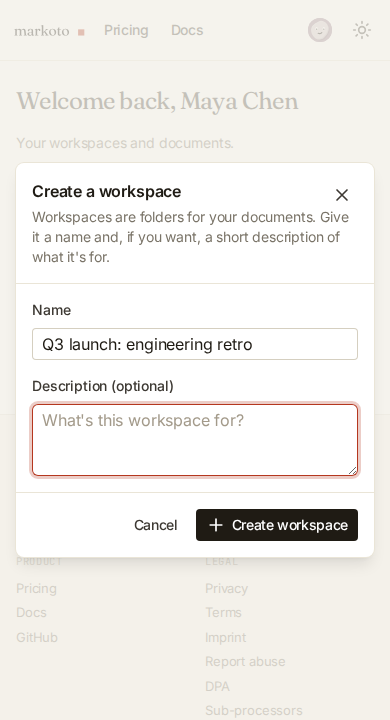 markoto
Pricing
Docs
Welcome back, Maya Chen
Your workspaces and documents.
Create a workspace
Workspaces are folders for your documents. Give
it a name and, if you want, a short description of
what it's for.
Name
Q3 launch: engineering retro
Description (optional)
What's this workspace for?
Cancel
Create workspace
PRODUCT
LEGAL
Pricing
Privacy
Docs
Terms
GitHub
Imprint
Report abuse
DPA
Sub-processors